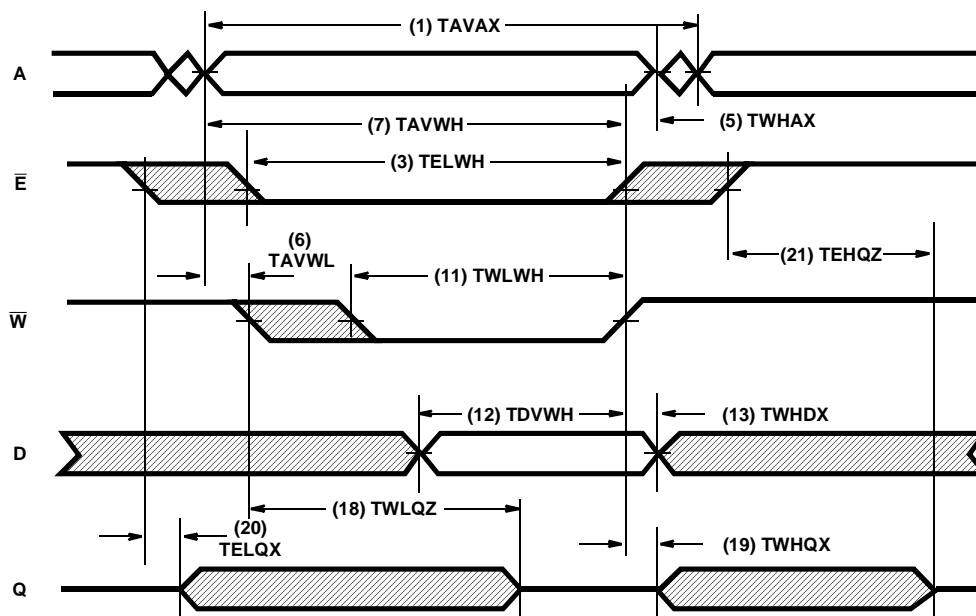 (1) TAVAX
A
(7) TAVWH
(5) TWHAX
(3) TELWH
E
(6)
TAVWL
(21) TEHQZ
(11) TWLWH
W
(12) TDVWH
(13) TWHDX
D
(18) TWLQZ
(20)
TELQX
(19) TWHQX
Q